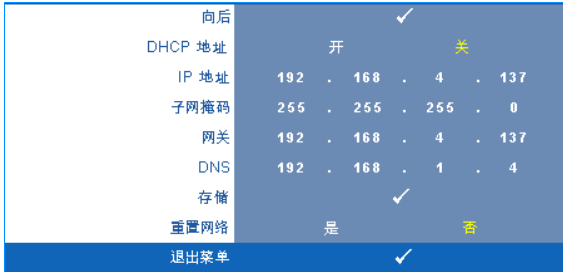 向后 ✓
DHCP 地址 开 关
IP 地址 192 . 168 . 4 . 137
子网掩码 255 . 255 . 255 . 0
网关 192 . 168 . 4 . 137
DNS 192 . 168 . 1 . 4
存储 ✓
重置网络 是 否
退出菜单 ✓